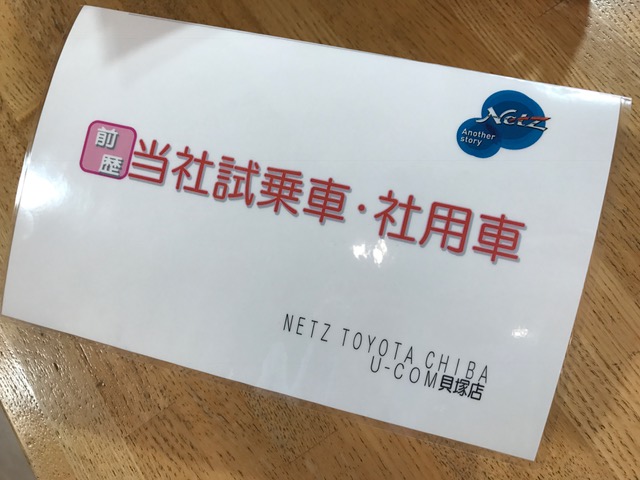 Netz
Another
story
前歴 当社試乗車・社用車
NETZ TOYOTA CHIBA
U-COM貝塚店